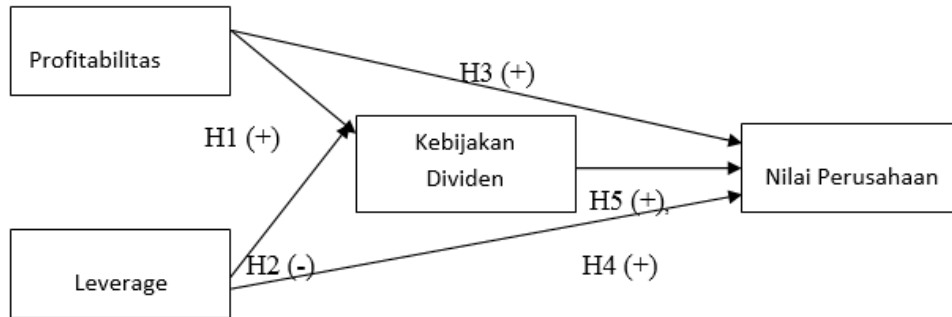 Profitabilitas
H3 (+)
H1 (+)
Kebijakan
Dividen
Nilai Perusahaan
H5 (+),
H2 (-)
H4 (+)
Leverage